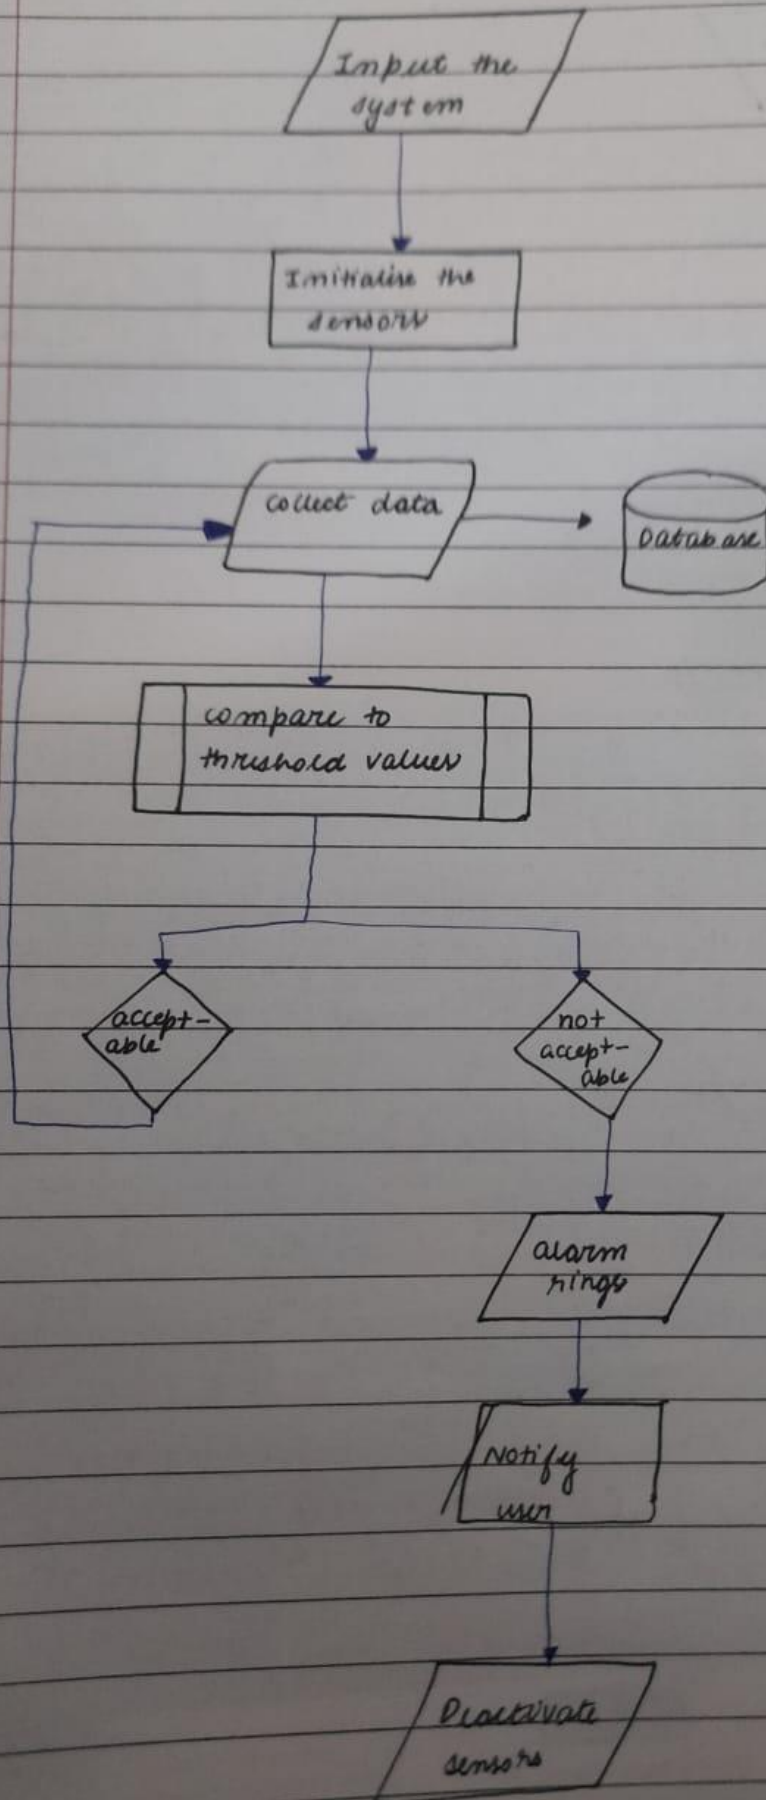 Input the
system
Initialise the
sensors
collect data
Database
compare to
threshold values
accept-
able
not
accept-
able
alarm
rings
Notify
user
Deactivate
sensors